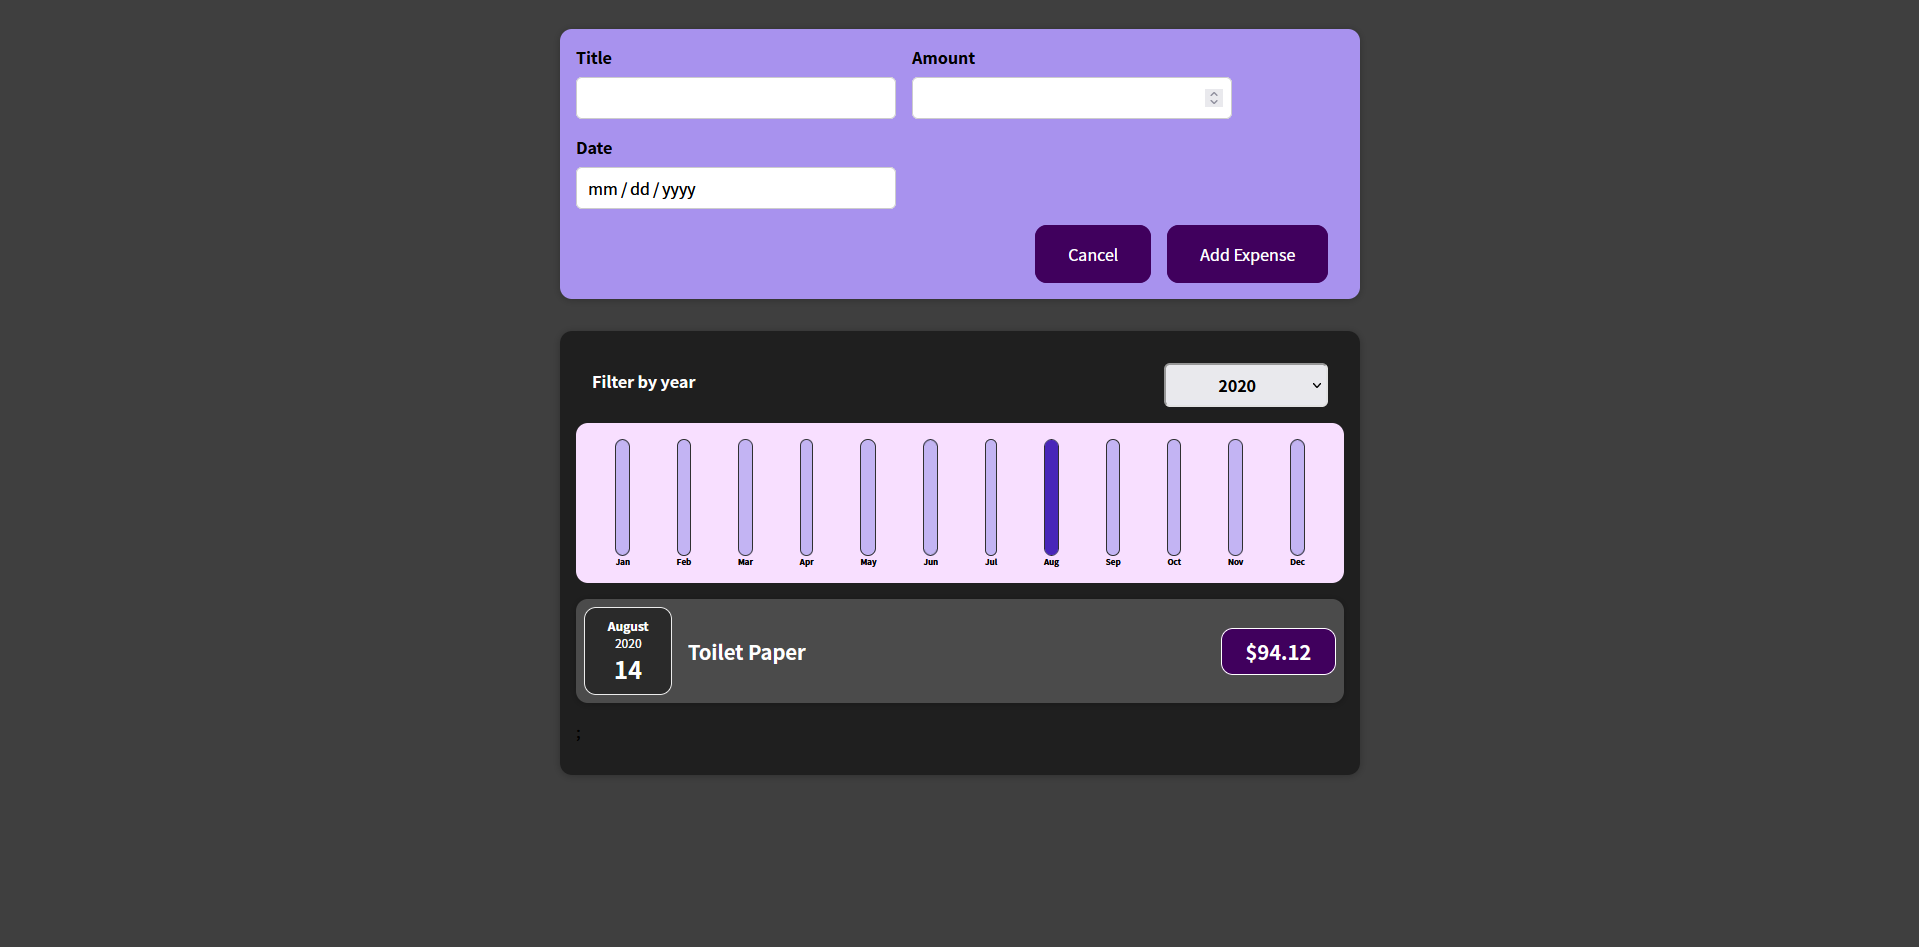 Title Amount
Date
mm / dd / yyyy
Cancel Add Expense
Filter by year 2020
Jan Feb Mar Apr May Jun Jul Aug Sep Oct Nov Dec
August
2020
14
Toilet Paper
$94.12
;